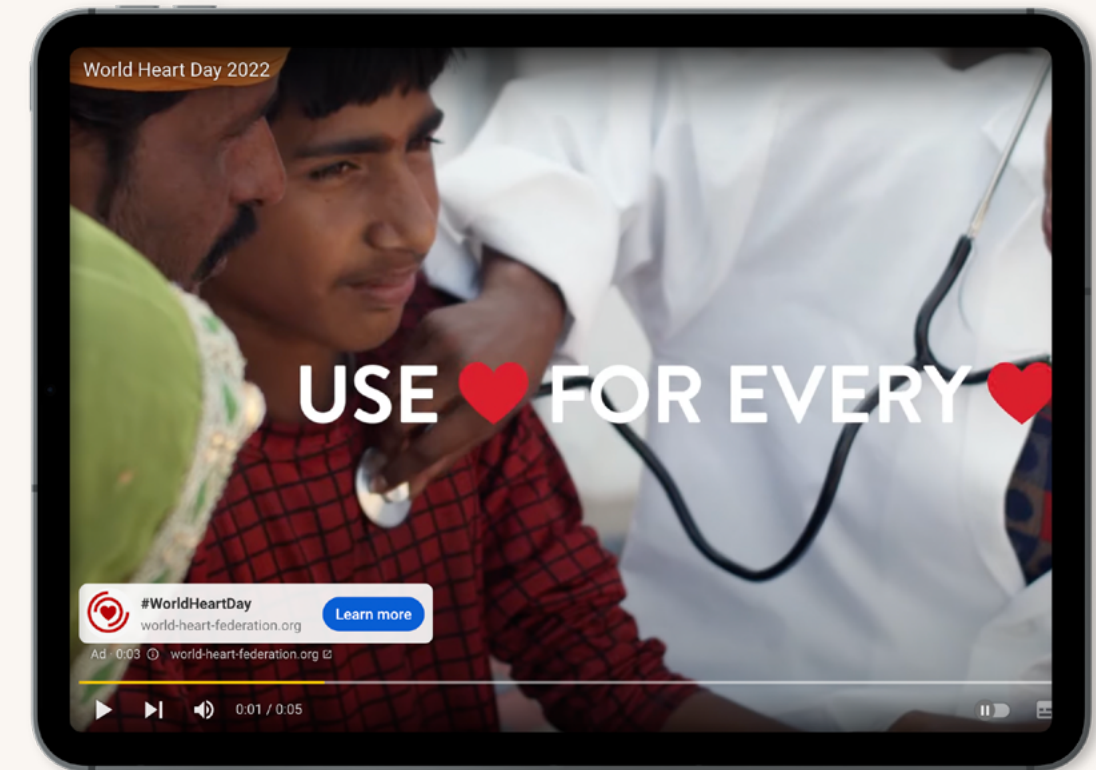 World Heart Day 2022
USE ❤ FOR EVERY ❤
#WorldHeartDay
world-heart-federation.org
Learn more
Ad · 0:03 world-heart-federation.org
0:01 / 0:05